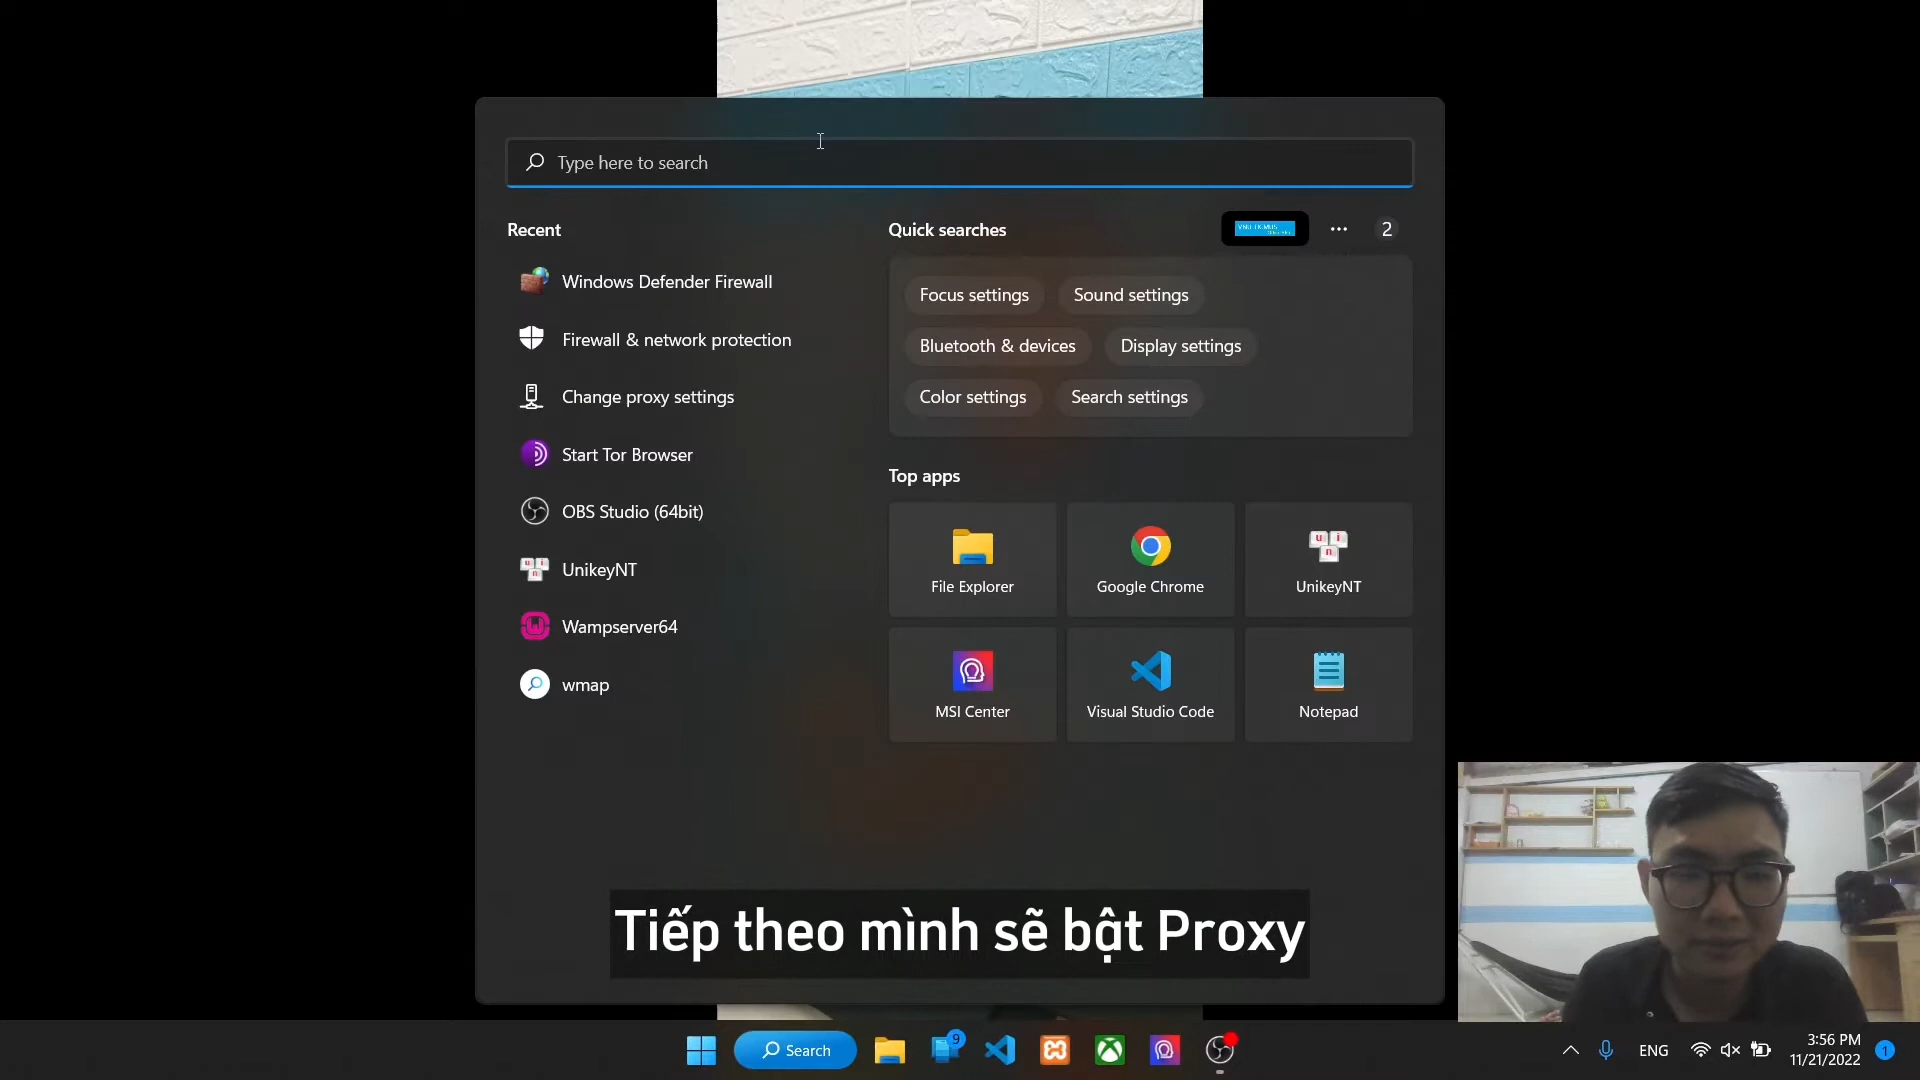 Type here to search
Recent
Windows Defender Firewall
Firewall & network protection
Change proxy settings
Start Tor Browser
OBS Studio (64bit)
UnikeyNT
Wampserver64
wmap
Quick searches
2
Focus settings
Sound settings
Bluetooth & devices
Display settings
Color settings
Search settings
Top apps
File Explorer
Google Chrome
UnikeyNT
MSI Center
Visual Studio Code
Notepad
Tiếp theo mình sẽ bật Proxy
Search
9
ENG
3:56 PM
11/21/2022
1